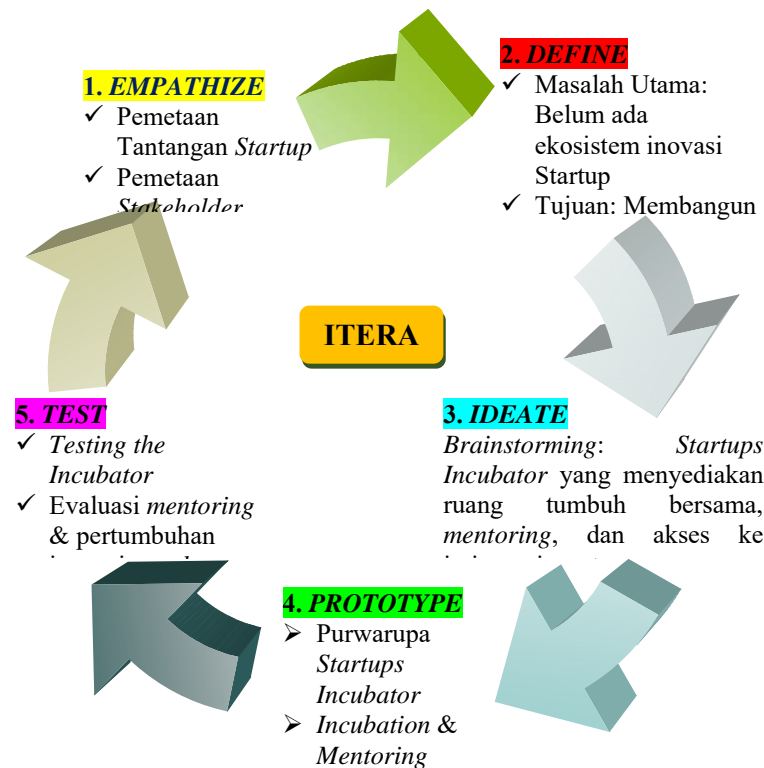 1. EMPATHIZE
✓ Pemetaan
Tantangan Startup
✓ Pemetaan
Stakeholder
2. DEFINE
✓ Masalah Utama:
Belum ada
ekosistem inovasi
Startup
✓ Tujuan: Membangun
ITERA
3. IDEATE
Brainstorming: Startups
Incubator yang menyediakan
ruang tumbuh bersama,
mentoring, dan akses ke
4. PROTOTYPE
➢ Purwarupa
Startups
Incubator
➢ Incubation &
Mentoring
5. TEST
✓ Testing the
Incubator
✓ Evaluasi mentoring
& pertumbuhan